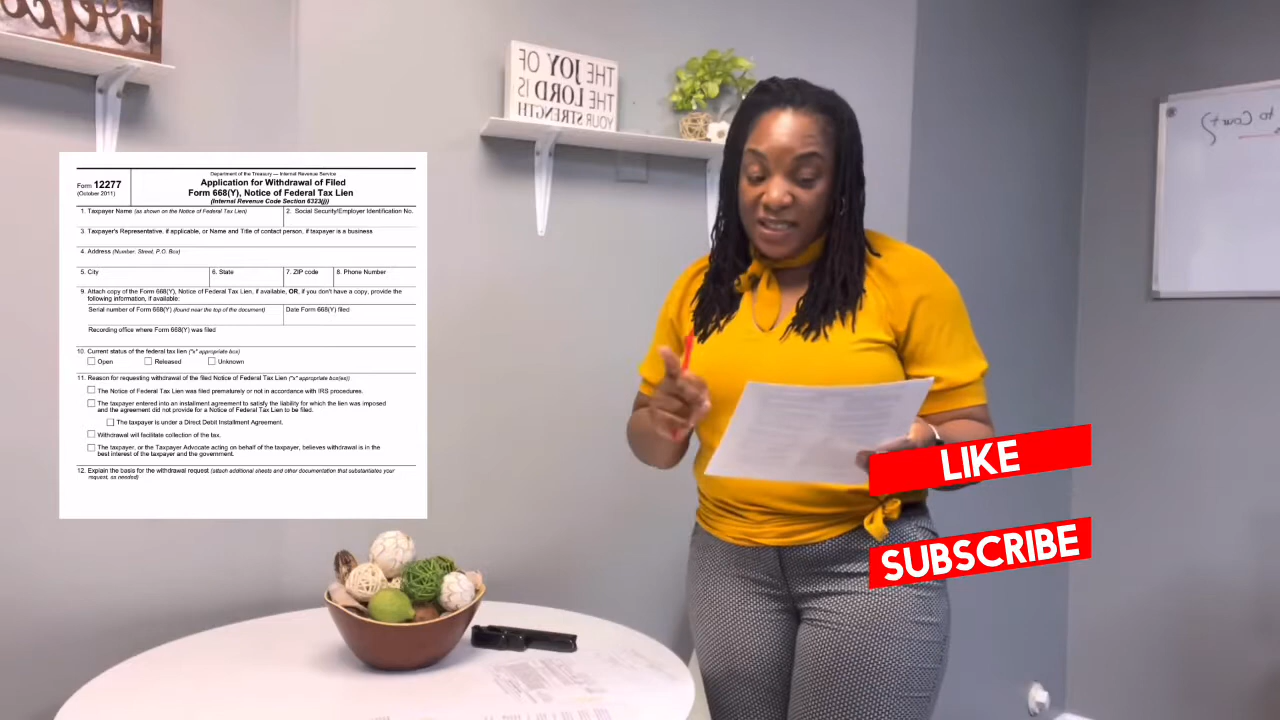 welco
THE JOY OF
THE LORD IS
YOUR STRENGTH
to Court
Department of the Treasury — Internal Revenue Service
Form 12277
(October 2011)
Application for Withdrawal of Filed
Form 668(Y), Notice of Federal Tax Lien
(Internal Revenue Code Section 6323(j))
1. Taxpayer Name (as shown on the Notice of Federal Tax Lien)
2. Social Security/Employer Identification No.
3. Taxpayer's Representative, if applicable, or Name and Title of contact person, if taxpayer is a business
4. Address (Number, Street, P.O. Box)
5. City
6. State
7. ZIP code
8. Phone Number
9. Attach copy of the Form 668(Y), Notice of Federal Tax Lien, if available, OR, if you don't have a copy, provide the
following information, if available:
Serial number of Form 668(Y) (found near the top of the document)
Date Form 668(Y) filed
Recording office where Form 668(Y) was filed
10. Current status of the federal tax lien ("x" appropriate box)
Open
Released
Unknown
11. Reason for requesting withdrawal of the filed Notice of Federal Tax Lien ("x" appropriate box(es))
The Notice of Federal Tax Lien was filed prematurely or not in accordance with IRS procedures.
The taxpayer entered into an installment agreement to satisfy the liability for which the lien was imposed
and the agreement did not provide for a Notice of Federal Tax Lien to be filed.
The taxpayer is under a Direct Debit Installment Agreement.
Withdrawal will facilitate collection of the tax.
The taxpayer, or the Taxpayer Advocate acting on behalf of the taxpayer, believes withdrawal is in the
best interest of the taxpayer and the government.
12. Explain the basis for the withdrawal request (attach additional sheets and other documentation that substantiates your
request, as needed)
LIKE
SUBSCRIBE